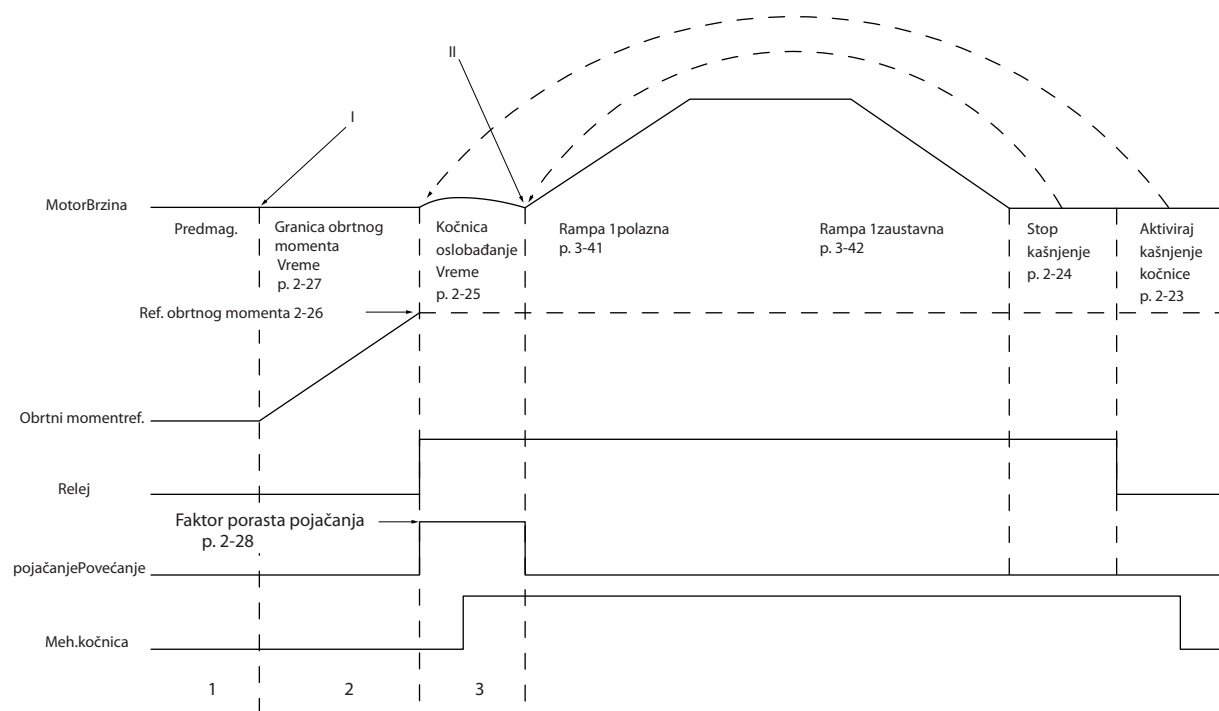 I
II
MotorBrzina
Predmag.
Granica obrtnog
momenta
Vreme
p. 2-27
Kočnica
oslobađanje
Vreme
p. 2-25
Rampa 1polazna
p. 3-41
Rampa 1zaustavna
p. 3-42
Stop
kašnjenje
p. 2-24
Aktiviraj
kašnjenje
kočnice
p. 2-23
Ref. obrtnog momenta 2-26
Obrtni momentref.
Relej
Faktor porasta pojačanja
p. 2-28
pojačanjePovećanje
Meh.kočnica
1
2
3